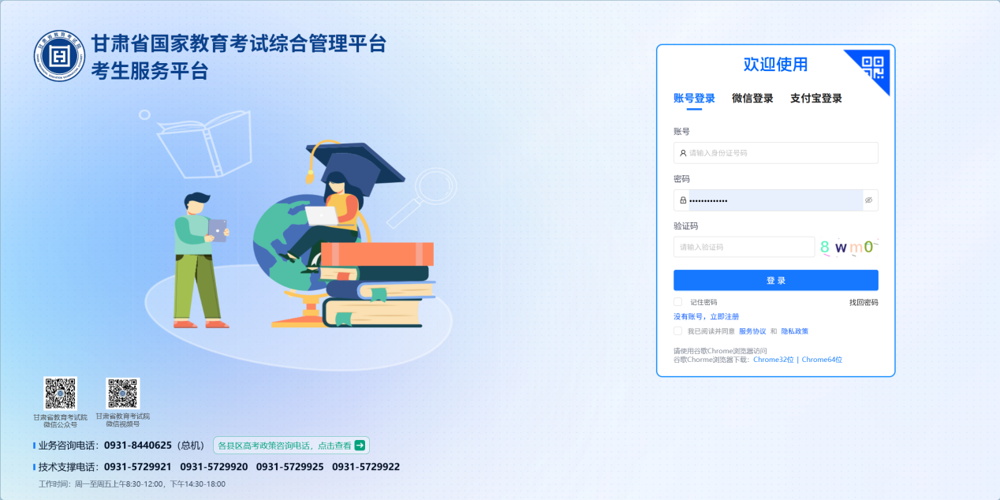 甘肃省国家教育考试综合管理平台
考生服务平台
欢迎使用
账号登录 微信登录 支付宝登录
账号
请输入身份证号码
密码
•••••••••••••
验证码
请输入验证码 8wm0
登 录
记住密码 找回密码
没有账号，立即注册
我已阅读并同意 服务协议 和 隐私政策
请使用谷歌Chrome浏览器访问
谷歌Chorme浏览器下载：Chrome32位 | Chrome64位
甘肃省教育考试院
微信公众号
甘肃省教育考试院
微信视频号
业务咨询电话：0931-8440625（总机） 各县区高考政策咨询电话，点击查看
技术支撑电话：0931-5729921 0931-5729920 0931-5729925 0931-5729922
工作时间：周一至周五上午8:30-12:00，下午14:30-18:00